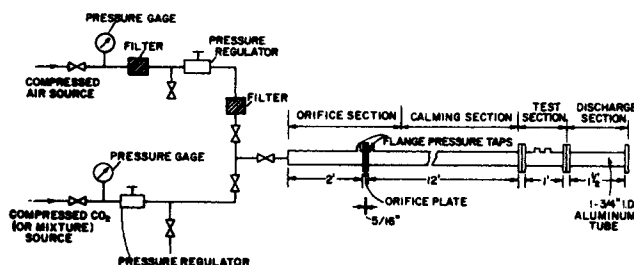 PRESSURE GAGE
FILTER
PRESSURE
REGULATOR
COMPRESSED
AIR SOURCE
FILTER
ORIFICE SECTION
CALMING SECTION
TEST
SECTION
DISCHARGE
SECTION
FLANGE PRESSURE TAPS
PRESSURE GAGE
2'
12'
1'
1 1/2'
ORIFICE PLATE
5/16"
1-3/4" I.D.
ALUMINUM
TUBE
COMPRESSED CO2
(OR MIXTURE)
SOURCE
PRESSURE REGULATOR